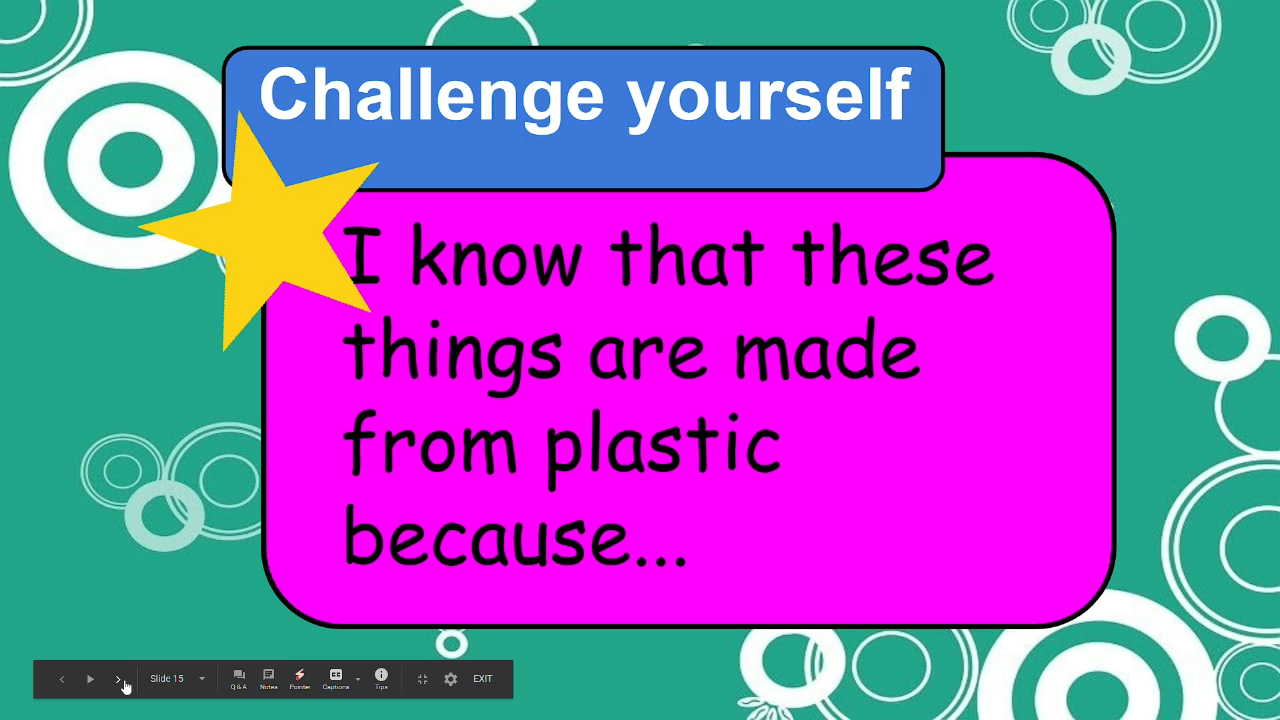 Challenge yourself
I know that these
things are made
from plastic
because...
Slide 15
Q&A Notes Pointer Captions Tips EXIT